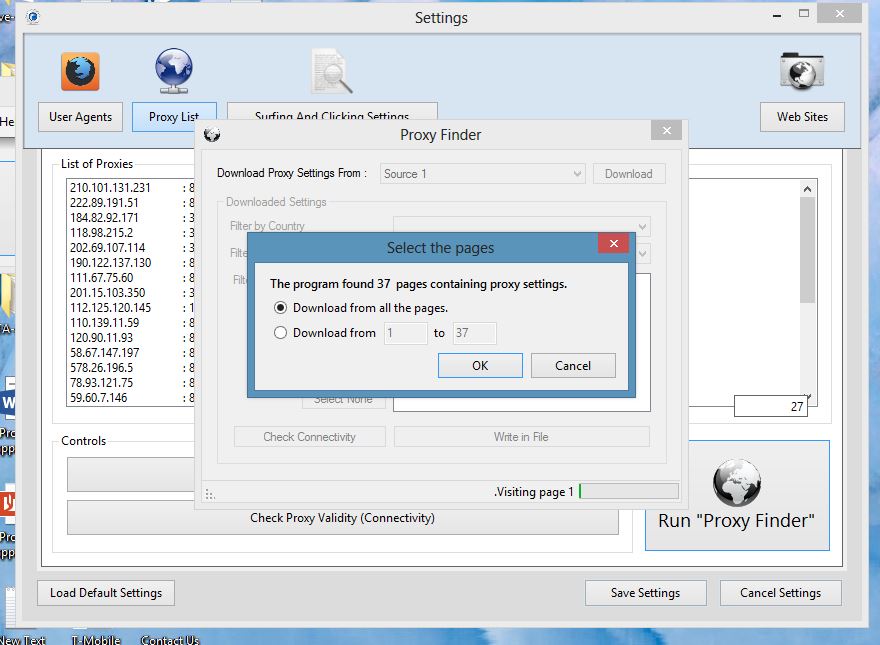 Settings
User Agents
Proxy List
Surfing And Clicking Settings
Web Sites
Proxy Finder
List of Proxies
Download Proxy Settings From :
Source 1
Download
210.101.131.231 : 8
222.89.191.51 : 8
184.82.92.171 : 3
118.98.215.2 : 3
202.69.107.114 : 3
190.122.137.130 : 8
111.67.75.60 : 8
201.15.103.350 : 3
112.125.120.145 : 1
110.139.11.59 : 8
120.90.11.93 : 8
58.67.147.197 : 8
578.26.196.5 : 8
78.93.121.75 : 8
59.60.7.146 : 8
Downloaded Settings
Filter by Country
Select the pages
The program found 37 pages containing proxy settings.
Download from all the pages.
Download from 1 to 37
OK
Cancel
Select None
27
Check Connectivity
Write in File
Controls
.Visiting page 1
Check Proxy Validity (Connectivity)
Run "Proxy Finder"
Load Default Settings
Save Settings
Cancel Settings
New Text
T-Mobile
Contact Us